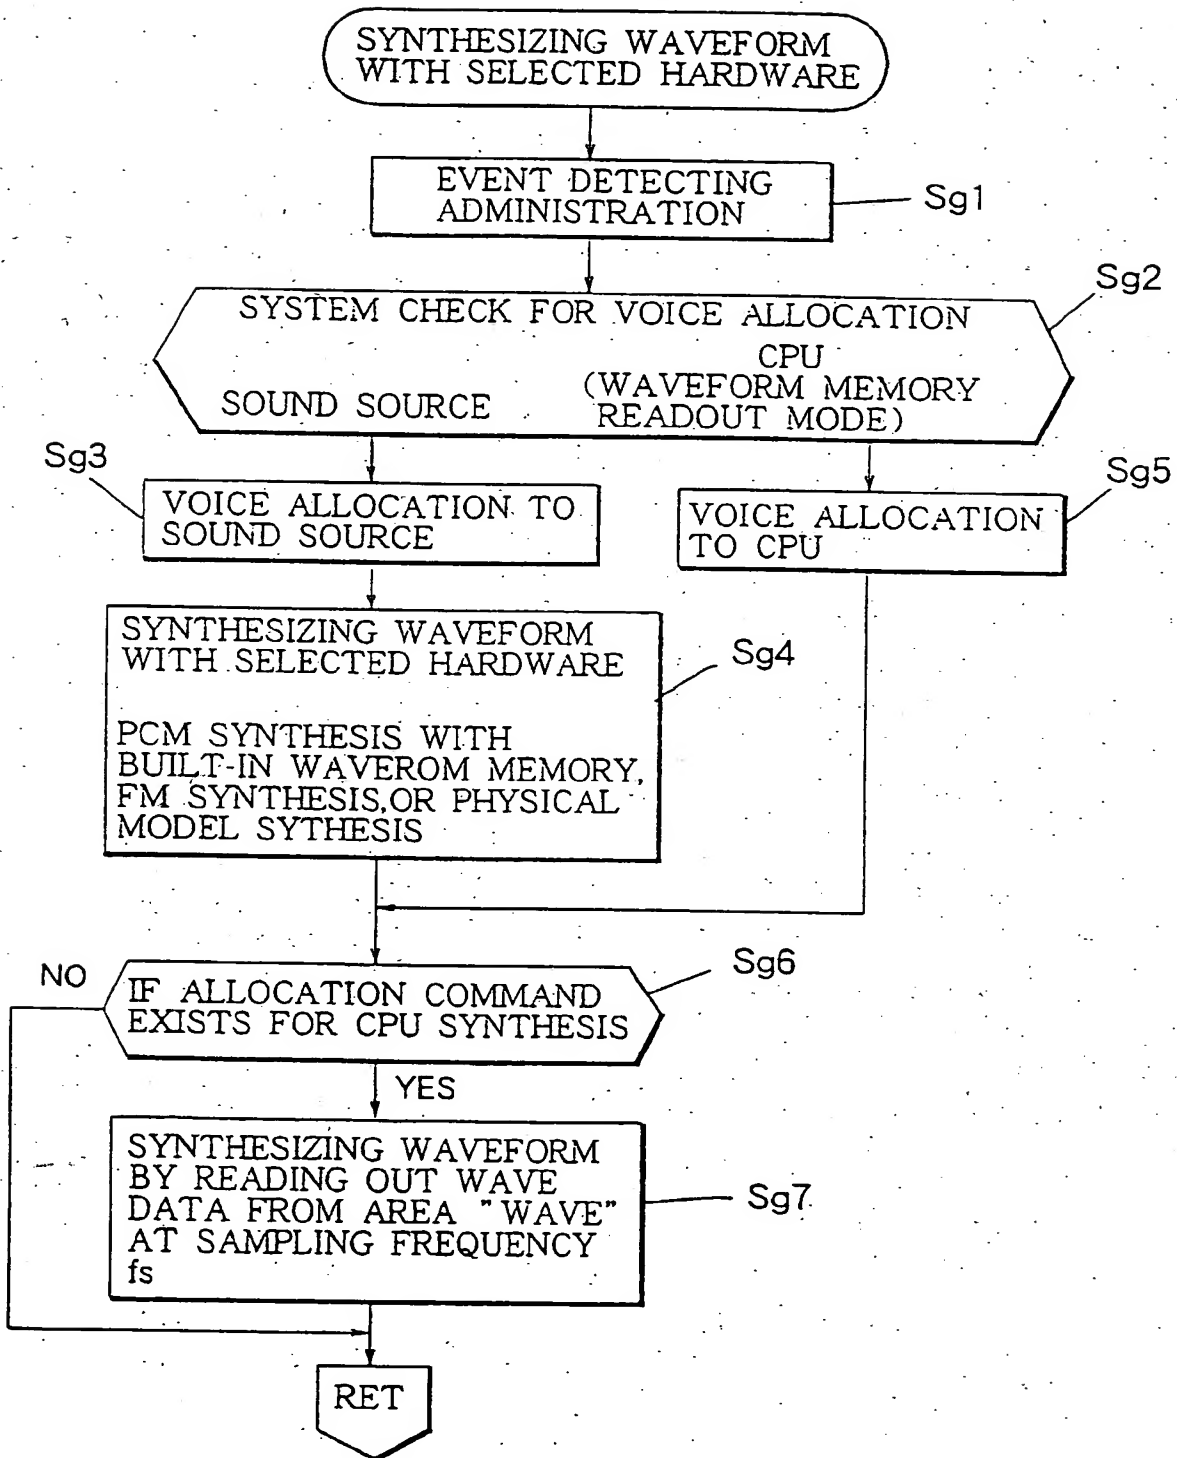 SYNTHESIZING WAVEFORM
WITH SELECTED HARDWARE
EVENT DETECTING
ADMINISTRATION
Sg1
Sg2
SYSTEM CHECK FOR VOICE ALLOCATION
CPU
(WAVEFORM MEMORY
READOUT MODE)
SOUND SOURCE
Sg3
VOICE ALLOCATION TO
SOUND SOURCE
Sg5
VOICE ALLOCATION
TO CPU
SYNTHESIZING WAVEFORM
WITH SELECTED HARDWARE
Sg4
PCM SYNTHESIS WITH
BUILT-IN WAVEROM MEMORY,
FM SYNTHESIS,OR PHYSICAL
MODEL SYTHESIS
NO
Sg6
IF ALLOCATION COMMAND
EXISTS FOR CPU SYNTHESIS
YES
SYNTHESIZING WAVEFORM
BY READING OUT WAVE
DATA FROM AREA "WAVE"
AT SAMPLING FREQUENCY
fs
Sg7
RET